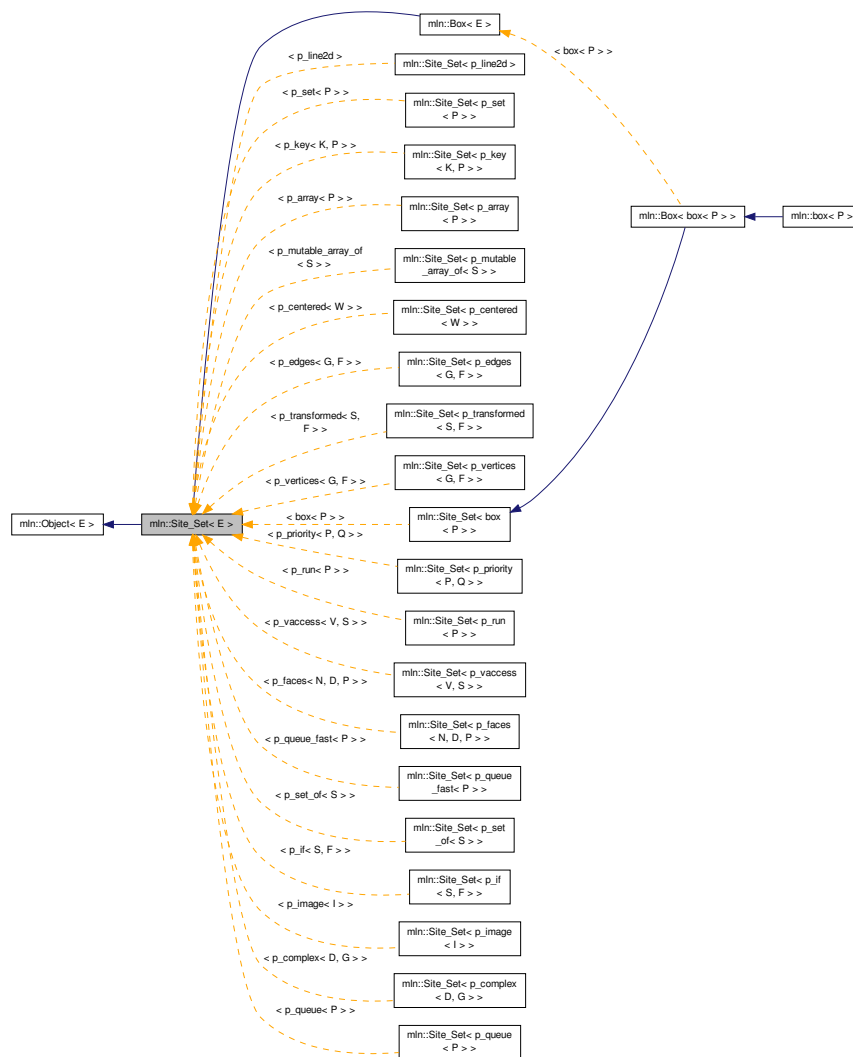 mln::Box< E >
< box< P > >
< p_line2d >
mln::Site_Set< p_line2d >
< p_set< P > >
mln::Site_Set< p_set
< P > >
< p_key< K, P > >
mln::Site_Set< p_key
< K, P > >
< p_array< P > >
mln::Site_Set< p_array
< P > >
mln::Box< box< P > >
mln::box< P >
< p_mutable_array_of
< S > >
mln::Site_Set< p_mutable
_array_of< S > >
< p_centered< W > >
mln::Site_Set< p_centered
< W > >
< p_edges< G, F > >
mln::Site_Set< p_edges
< G, F > >
< p_transformed< S,
F > >
mln::Site_Set< p_transformed
< S, F > >
< p_vertices< G, F > >
mln::Site_Set< p_vertices
< G, F > >
mln::Object< E >
mln::Site_Set< E >
< box< P > >
mln::Site_Set< box
< P > >
< p_priority< P, Q > >
mln::Site_Set< p_priority
< P, Q > >
< p_run< P > >
mln::Site_Set< p_run
< P > >
< p_vaccess< V, S > >
mln::Site_Set< p_vaccess
< V, S > >
< p_faces< N, D, P > >
mln::Site_Set< p_faces
< N, D, P > >
< p_queue_fast< P > >
mln::Site_Set< p_queue
_fast< P > >
< p_set_of< S > >
mln::Site_Set< p_set
_of< S > >
< p_if< S, F > >
mln::Site_Set< p_if
< S, F > >
< p_image< I > >
mln::Site_Set< p_image
< I > >
< p_complex< D, G > >
mln::Site_Set< p_complex
< D, G > >
< p_queue< P > >
mln::Site_Set< p_queue
< P > >